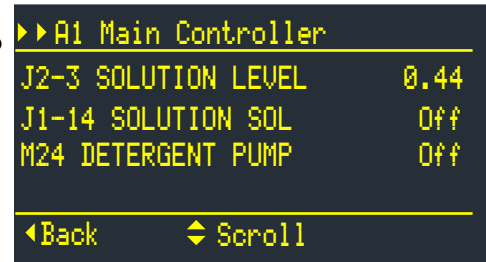 A1 Main Controller
J2-3 SOLUTION LEVEL 0.44
J1-14 SOLUTION SOL Off
M24 DETERGENT PUMP Off
Back Scroll